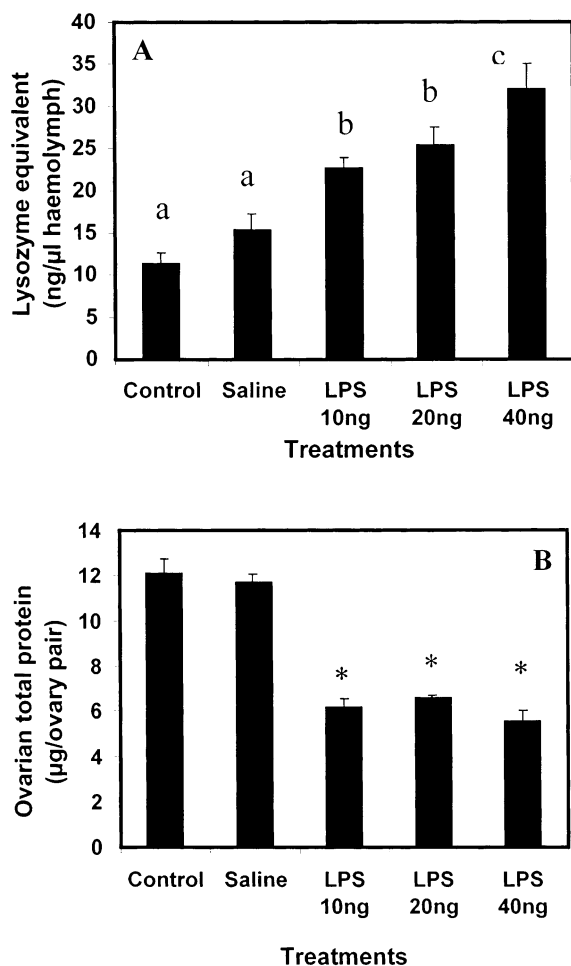 A
Lysozyme equivalent
(ng/µl haemolymph)
40
35
30
25
20
15
10
5
0
a
a
b
b
c
Control Saline LPS LPS LPS
10ng 20ng 40ng
Treatments
B
Ovarian total protein
(µg/ovary pair)
14
12
10
8
6
4
2
0
* * *
Control Saline LPS LPS LPS
10ng 20ng 40ng
Treatments